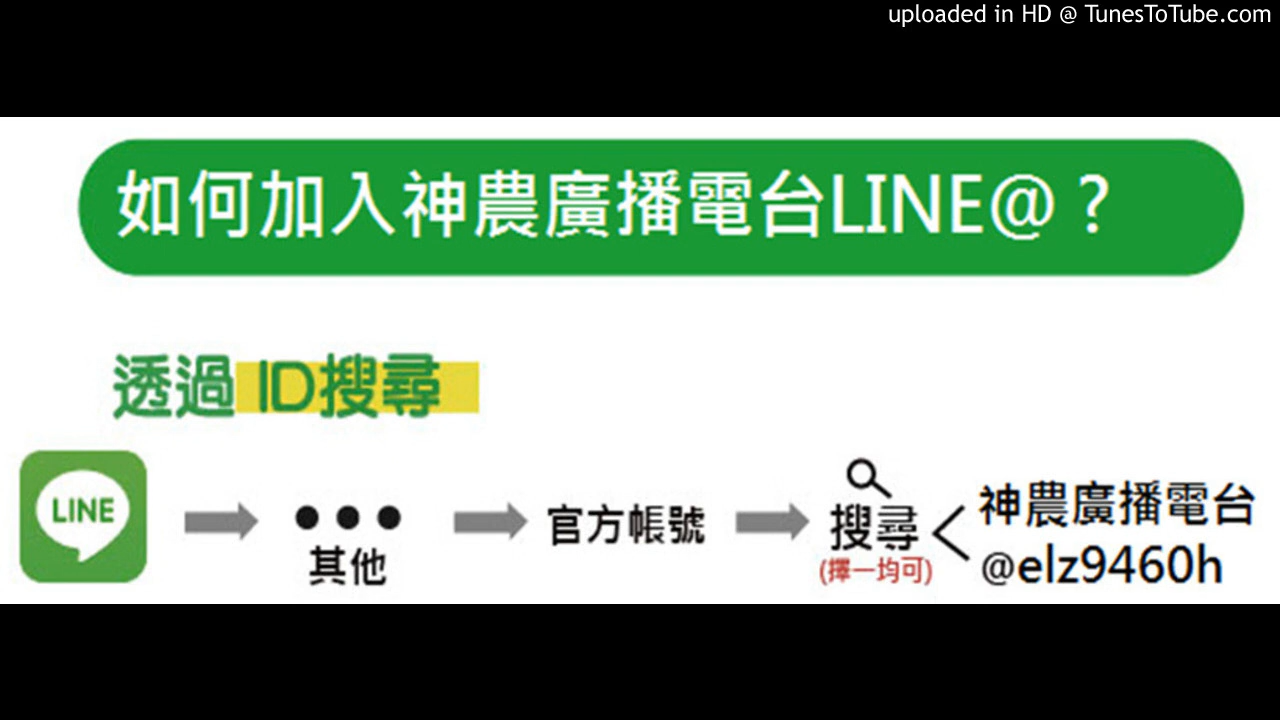 uploaded in HD @ TunesToTube.com
如何加入神農廣播電台LINE@？
透過 ID搜尋
LINE
其他
官方帳號
搜尋
(擇一均可)
神農廣播電台
@elz9460h